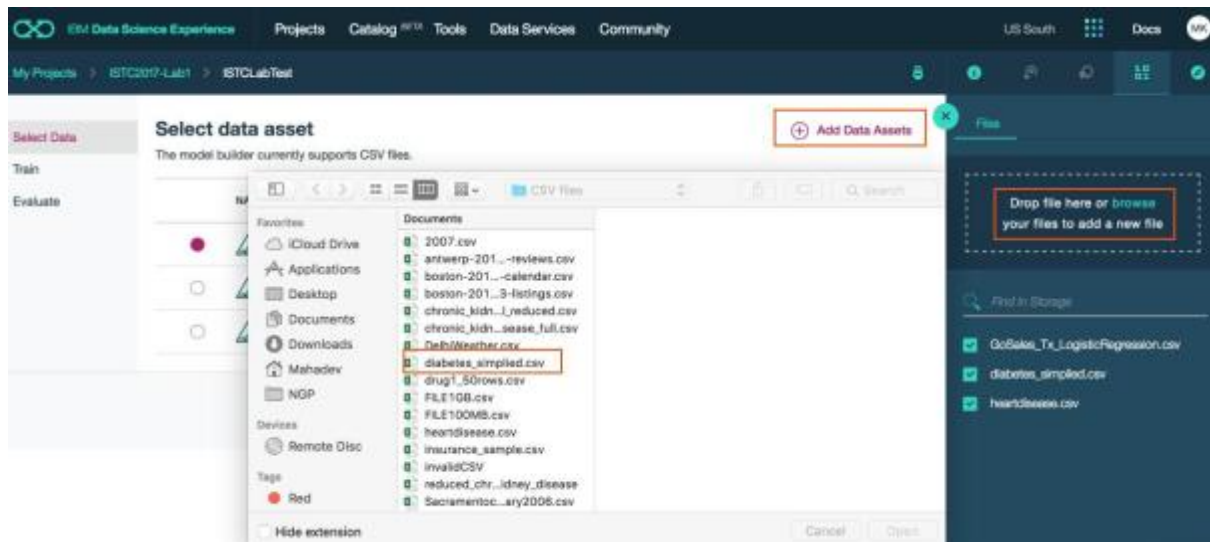 IBM Data Science Experience Projects Catalog BETA Tools Data Services Community US South Docs MK
My Projects > ISTC2017-Lab1 > ISTCLabTest
Select Data
Train
Evaluate
Select data asset
The model builder currently supports CSV files.
Add Data Assets
NA
CSV files
Search
Favorites
iCloud Drive
Applications
Desktop
Documents
Downloads
Mahadev
NGP
Devices
Remote Disc
Tags
Red
Documents
2007.csv
antwerp-201...-reviews.csv
boston-201...-calendar.csv
boston-201...3-listings.csv
chronic_kidn...l_reduced.csv
chronic_kidn...sease_full.csv
DelhiWeather.csv
diabetes_simplied.csv
drug1_50rows.csv
FILE1GB.csv
FILE100MB.csv
heartdisease.csv
insurance_sample.csv
invalidCSV
reduced_chr...idney_disease
Sacramentoc...ary2006.csv
Hide extension
Cancel Open
Files
Drop file here or browse
your files to add a new file
Find in Storage
GoSales_Tx_LogisticRegression.csv
diabetes_simplied.csv
heartdisease.csv